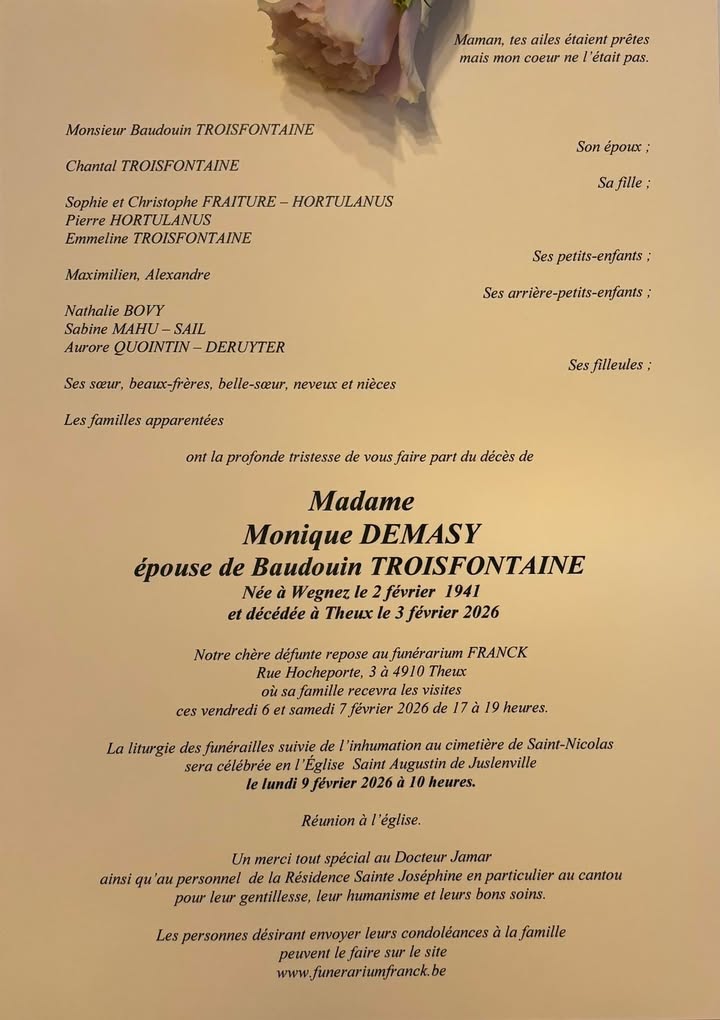 Maman, tes ailes étaient prêtes
mais mon coeur ne l'était pas.
Monsieur Baudouin TROISFONTAINE
Son époux ;
Chantal TROISFONTAINE
Sa fille ;
Sophie et Christophe FRAITURE – HORTULANUS
Pierre HORTULANUS
Emmeline TROISFONTAINE
Ses petits-enfants ;
Maximilien, Alexandre
Ses arrière-petits-enfants ;
Nathalie BOVY
Sabine MAHU – SAIL
Aurore QUOINTIN – DERUYTER
Ses filleules ;
Ses sœur, beaux-frères, belle-sœur, neveux et nièces
Les familles apparentées
ont la profonde tristesse de vous faire part du décès de
Madame
Monique DEMASY
épouse de Baudouin TROISFONTAINE
Née à Wegnez le 2 février 1941
et décédée à Theux le 3 février 2026
Notre chère défunte repose au funérarium FRANCK
Rue Hocheporte, 3 à 4910 Theux
où sa famille recevra les visites
ces vendredi 6 et samedi 7 février 2026 de 17 à 19 heures.
La liturgie des funérailles suivie de l'inhumation au cimetière de Saint-Nicolas
sera célébrée en l'Église Saint Augustin de Juslenville
le lundi 9 février 2026 à 10 heures.
Réunion à l'église.
Un merci tout spécial au Docteur Jamar
ainsi qu'au personnel de la Résidence Sainte Joséphine en particulier au cantou
pour leur gentillesse, leur humanisme et leurs bons soins.
Les personnes désirant envoyer leurs condoléances à la famille
peuvent le faire sur le site
www.funerariumfranck.be